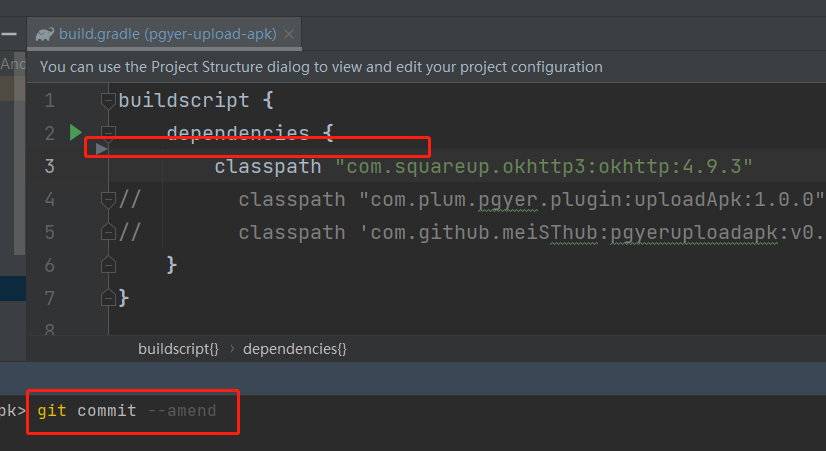 build.gradle (pgyer-upload-apk)
And
You can use the Project Structure dialog to view and edit your project configuration
1 buildscript {
2 dependencies {
3 classpath "com.squareup.okhttp3:okhttp:4.9.3"
4 // classpath "com.plum.pgyer.plugin:uploadApk:1.0.0"
5 // classpath 'com.github.meiSThub:pgyeruploadapk:v0.
6 }
7 }
8
buildscript{} › dependencies{}
pk> git commit --amend